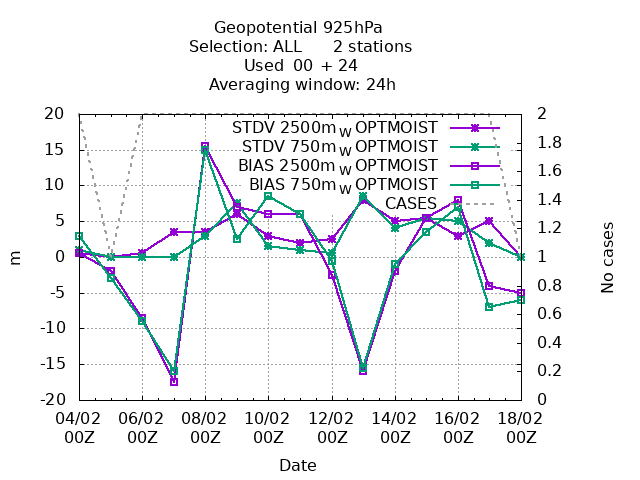 Geopotential 925hPa
Selection: ALL 2 stations
Used 00 + 24
Averaging window: 24h
STDV 2500m_W OPTMOIST
STDV 750m_W OPTMOIST
BIAS 2500m_W OPTMOIST
BIAS 750m_W OPTMOIST
CASES
20
15
10
5
0
-5
-10
-15
-20
m
2
1.8
1.6
1.4
1.2
1
0.8
0.6
0.4
0.2
0
No cases
04/02 06/02 08/02 10/02 12/02 14/02 16/02 18/02
00Z 00Z 00Z 00Z 00Z 00Z 00Z 00Z
Date